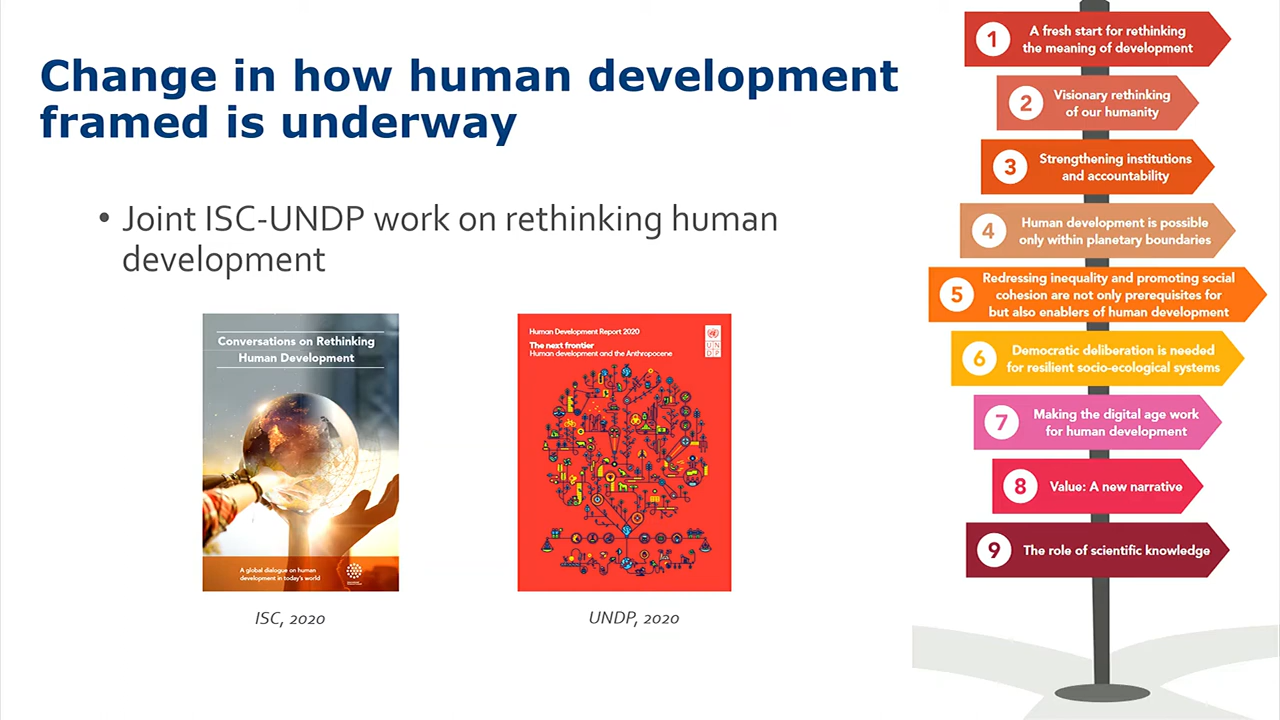 Change in how human development
framed is underway
• Joint ISC-UNDP work on rethinking human
development
Conversations on Rethinking
Human Development
A global dialogue on human
development in today's world
ISC, 2020
Human Development Report 2020
The next frontier
Human development and the Anthropocene
U N
D P
UNDP, 2020
1
A fresh start for rethinking
the meaning of development
2
Visionary rethinking
of our humanity
3
Strengthening institutions
and accountability
4
Human development is possible
only within planetary boundaries
5
Redressing inequality and promoting social
cohesion are not only prerequisites for
but also enablers of human development
6
Democratic deliberation is needed
for resilient socio-ecological systems
7
Making the digital age work
for human development
8
Value: A new narrative
9
The role of scientific knowledge